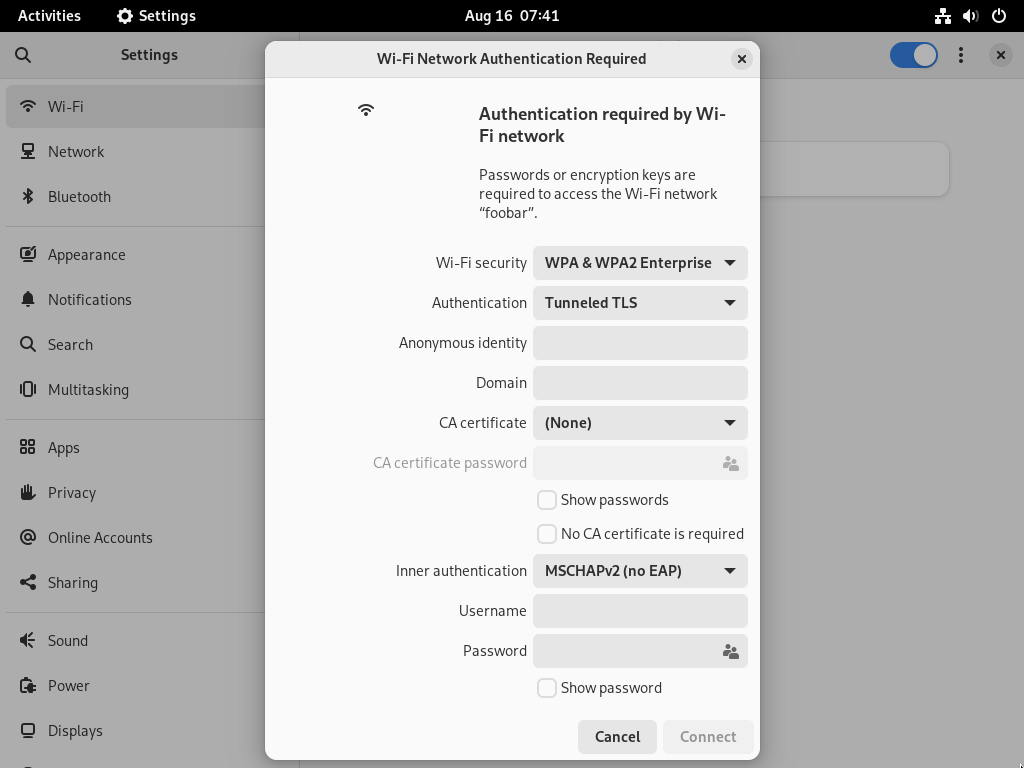 Activities Settings Aug 16 07:41
Settings
Wi-Fi
Network
Bluetooth
Appearance
Notifications
Search
Multitasking
Apps
Privacy
Online Accounts
Sharing
Sound
Power
Displays
Wi-Fi Network Authentication Required
Authentication required by Wi-
Fi network
Passwords or encryption keys are
required to access the Wi-Fi network
“foobar”.
Wi-Fi security WPA & WPA2 Enterprise
Authentication Tunneled TLS
Anonymous identity
Domain
CA certificate (None)
CA certificate password
Show passwords
No CA certificate is required
Inner authentication MSCHAPv2 (no EAP)
Username
Password
Show password
Cancel Connect